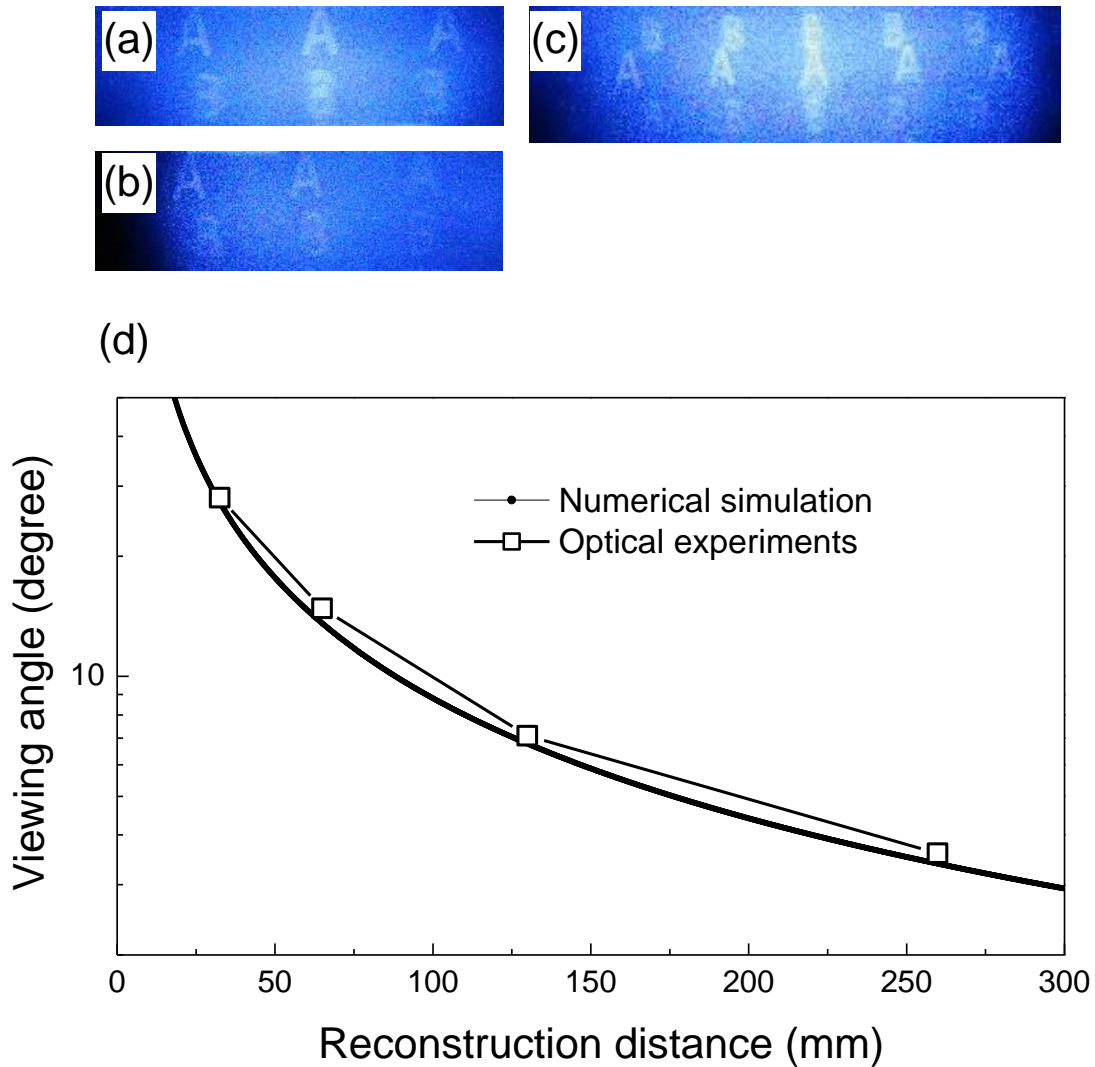 (a)
A A A
B B B
(b)
A A
B B
(c)
B B B B B
A A A A A
(d)
Numerical simulation
Optical experiments
Viewing angle (degree)
10
0 50 100 150 200 250 300
Reconstruction distance (mm)